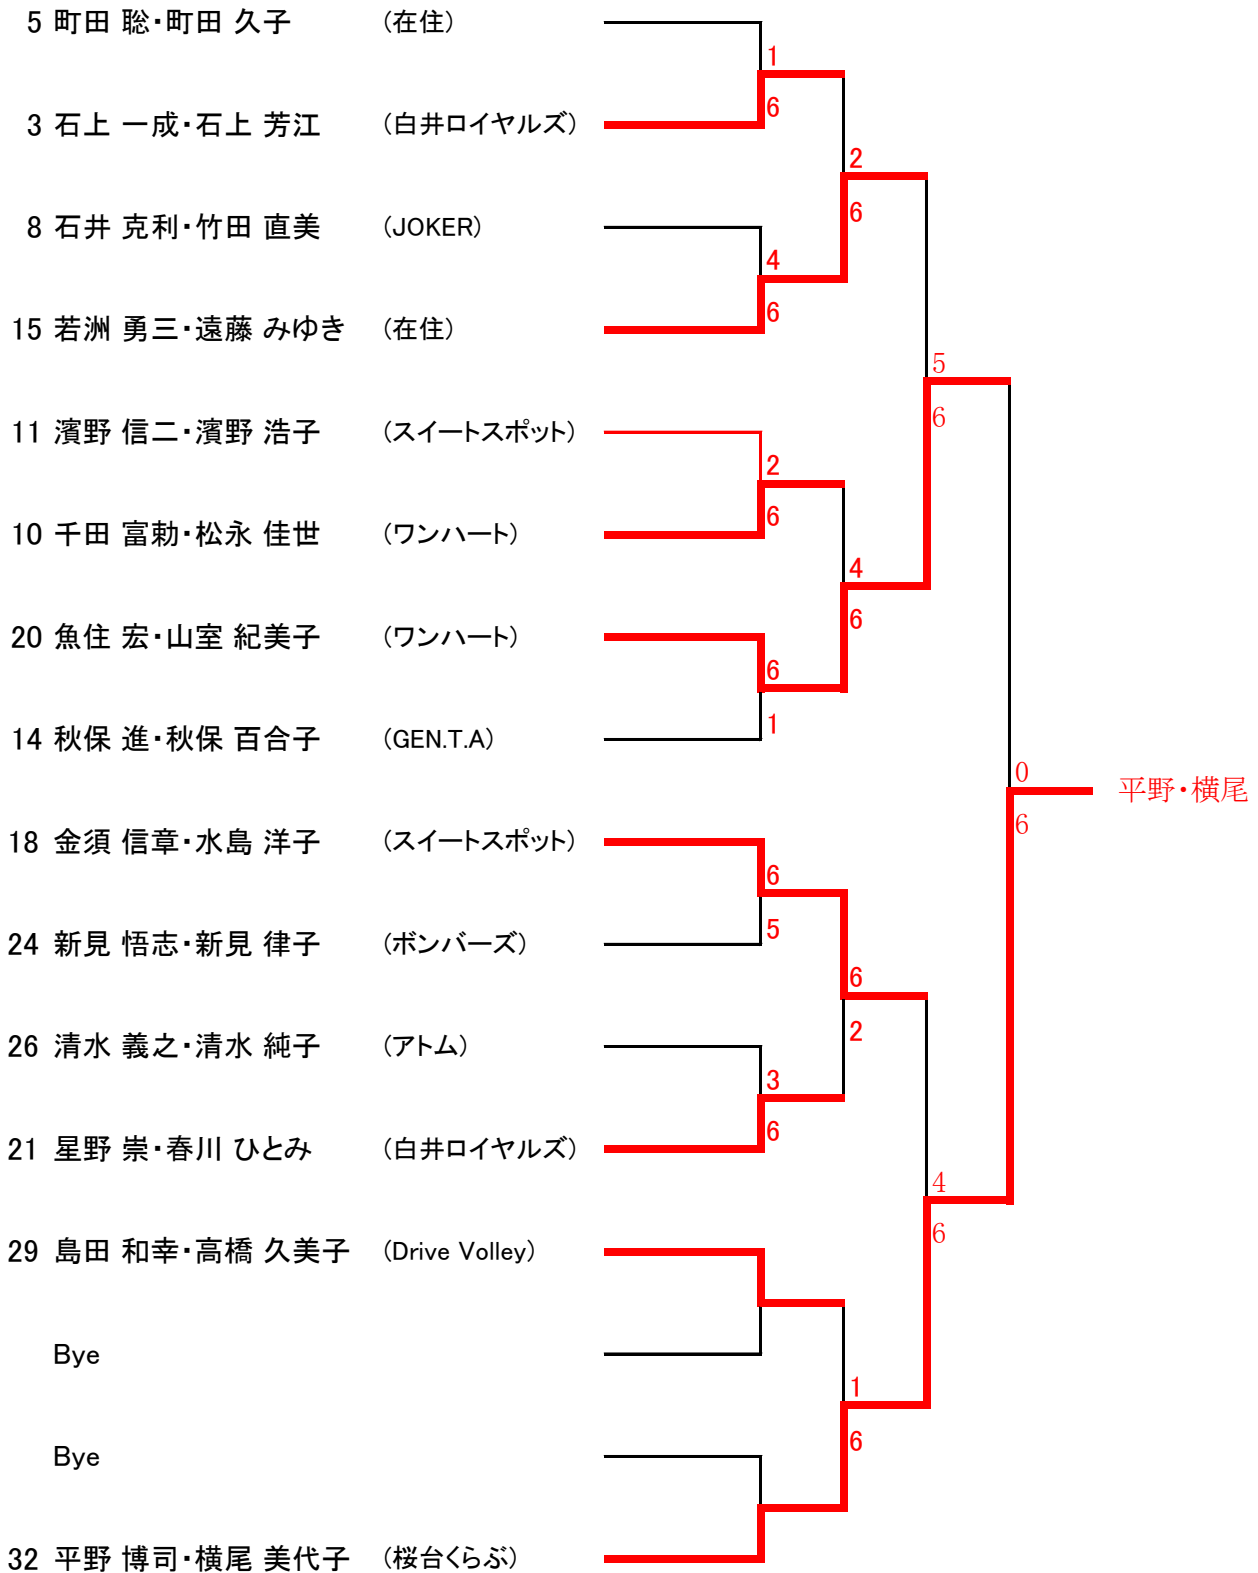 5 町田 聡・町田 久子 (在住)
1
6
3 石上 一成・石上 芳江 (白井ロイヤルズ)
2
6
8 石井 克利・竹田 直美 (JOKER)
4
6
15 若洲 勇三・遠藤 みゆき (在住)
5
6
11 濱野 信二・濱野 浩子 (スイートスポット)
2
6
10 千田 富勅・松永 佳世 (ワンハート)
4
6
20 魚住 宏・山室 紀美子 (ワンハート)
6
1
14 秋保 進・秋保 百合子 (GEN.T.A)
0
6
平野・横尾
18 金須 信章・水島 洋子 (スイートスポット)
6
5
24 新見 悟志・新見 律子 (ボンバーズ)
6
2
26 清水 義之・清水 純子 (アトム)
3
6
21 星野 崇・春川 ひとみ (白井ロイヤルズ)
4
6
29 島田 和幸・高橋 久美子 (Drive Volley)
Bye
1
6
Bye
32 平野 博司・横尾 美代子 (桜台くらぶ)